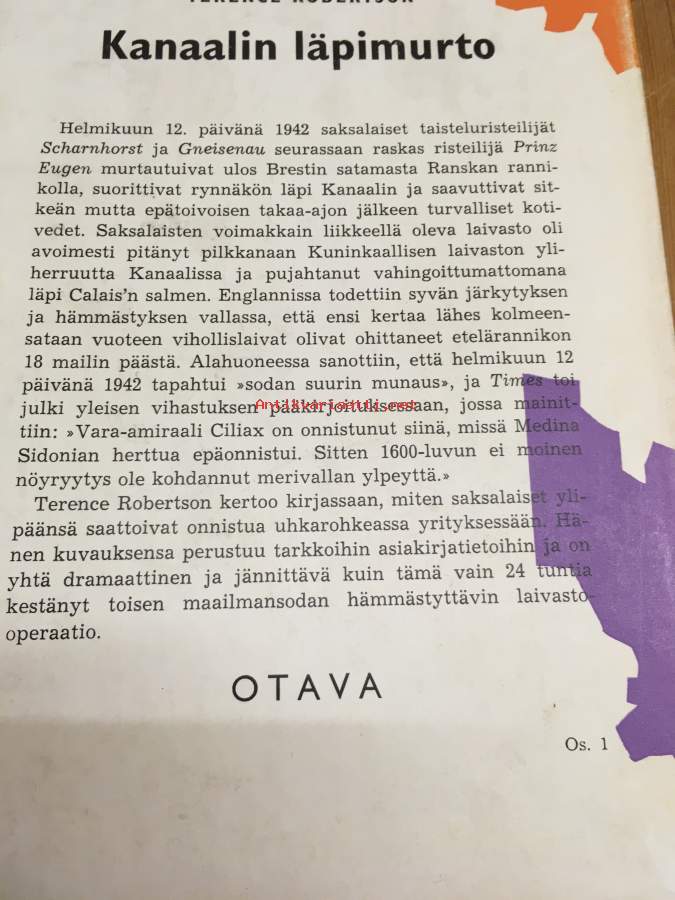 TERENCE ROBERTSON
Kanaalin läpimurto
Helmikuun 12. päivänä 1942 saksalaiset taisteluristeilijät
Scharnhorst ja Gneisenau seurassaan raskas risteilijä Prinz
Eugen murtautuivat ulos Brestin satamasta Ranskan ranni-
kolla, suorittivat rynnäkön läpi Kanaalin ja saavuttivat sit-
keän mutta epätoivoisen takaa-ajon jälkeen turvalliset koti-
vedet. Saksalaisten voimakkain liikkeellä oleva laivasto oli
avoimesti pitänyt pilkkanaan Kuninkaallisen laivaston yli-
herruutta Kanaalissa ja pujahtanut vahingoittumattomana
läpi Calais'n salmen. Englannissa todettiin syvän järkytyksen
ja hämmästyksen vallassa, että ensi kertaa lähes kolmeen-
sataan vuoteen vihollislaivat olivat ohittaneet etelärannikon
18 mailin päästä. Alahuoneessa sanottiin, että helmikuun 12
päivänä 1942 tapahtui »sodan suurin munaus», ja Times toi
julki yleisen vihastuksen pääkirjoituksessaan, jossa mainit-
tiin: »Vara-amiraali Ciliax on onnistunut siinä, missä Medina
Sidonian herttua epäonnistui. Sitten 1600-luvun ei moinen
nöyryytys ole kohdannut merivallan ylpeyttä.»
Terence Robertson kertoo kirjassaan, miten saksalaiset yli-
päänsä saattoivat onnistua uhkarohkeassa yrityksessään. Hä-
nen kuvauksensa perustuu tarkkoihin asiakirjatietoihin ja on
yhtä dramaattinen ja jännittävä kuin tämä vain 24 tuntia
kestänyt toisen maailmansodan hämmästyttävin laivasto-
operaatio.
OTAVA
Os. 1
Antikvariaatti.net